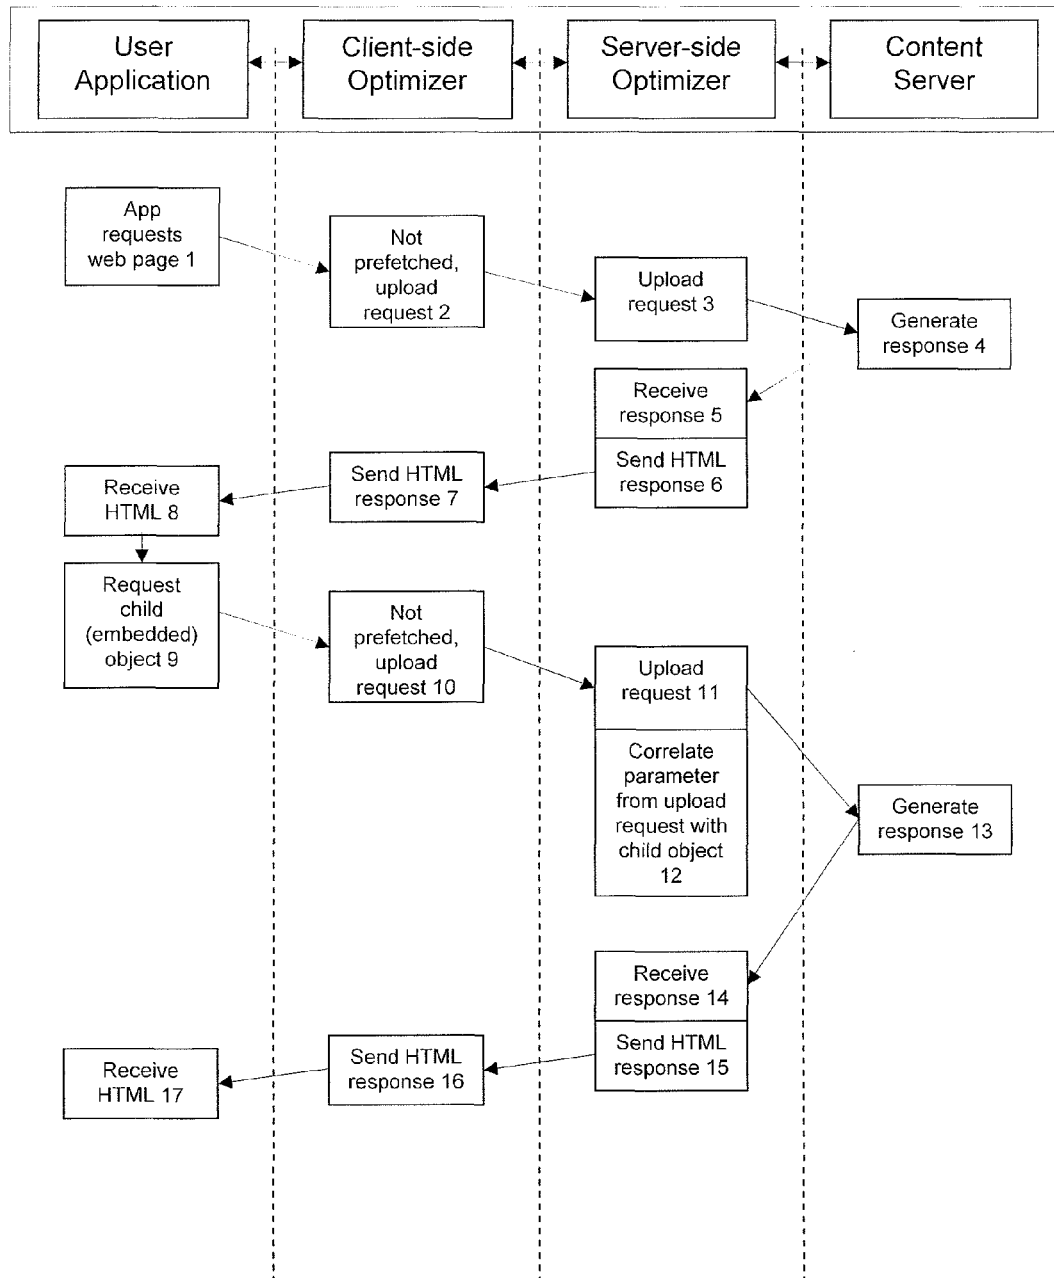 User
Application
Client-side
Optimizer
Server-side
Optimizer
Content
Server
App
requests
web page 1
Not
prefetched,
upload
request 2
Upload
request 3
Generate
response 4
Receive
response 5
Send HTML
response 6
Send HTML
response 7
Receive
HTML 8
Request
child
(embedded)
object 9
Not
prefetched,
upload
request 10
Upload
request 11
Correlate
parameter
from upload
request with
child object
12
Generate
response 13
Receive
response 14
Send HTML
response 15
Send HTML
response 16
Receive
HTML 17